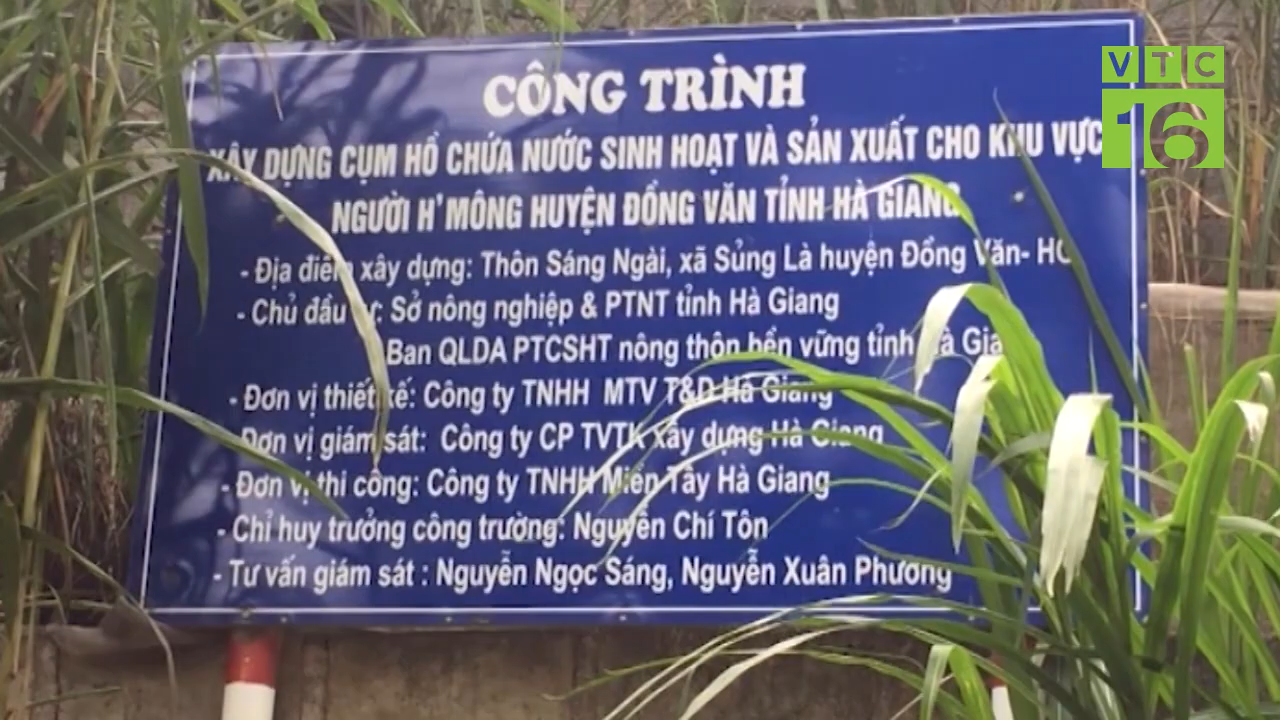 VTC
16
CÔNG TRÌNH
XÂY DỰNG CỤM HỒ CHỨA NƯỚC SINH HOẠT VÀ SẢN XUẤT CHO KHU VỰC
NGƯỜI H'MÔNG HUYỆN ĐỒNG VĂN TỈNH HÀ GIANG
- Địa điểm xây dựng: Thôn Sáng Ngài, xã Sủng Là huyện Đồng Văn- HG
- Chủ đầu tư: Sở nông nghiệp & PTNT tỉnh Hà Giang
Ban QLDA PTCSHT nông thôn bền vững tỉnh Hà Giang
- Đơn vị thiết kế: Công ty TNHH MTV T&D Hà Giang
- Đơn vị giám sát: Công ty CP TVTK xây dựng Hà Giang
- Đơn vị thi công: Công ty TNHH Miền Tây Hà Giang
- Chỉ huy trưởng công trường: Nguyễn Chí Tôn
- Tư vấn giám sát : Nguyễn Ngọc Sáng, Nguyễn Xuân Phương